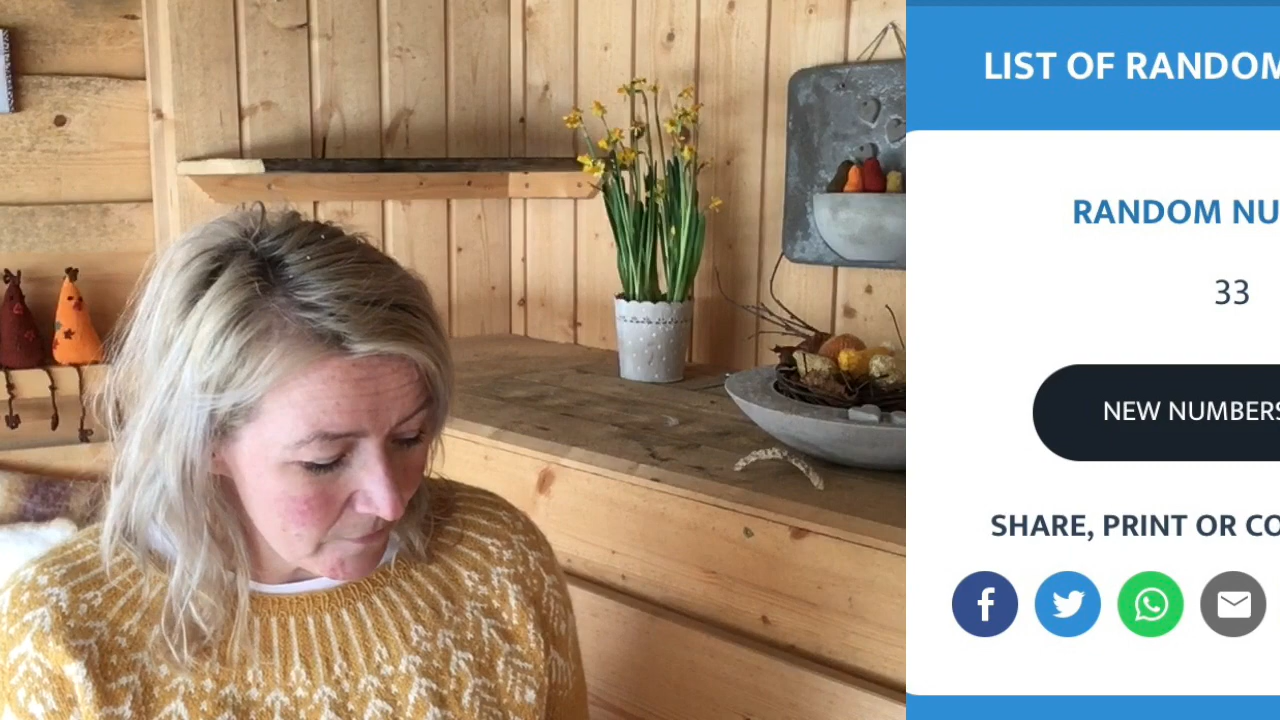 LIST OF RANDOM
RANDOM NU
33
NEW NUMBERS
SHARE, PRINT OR CO